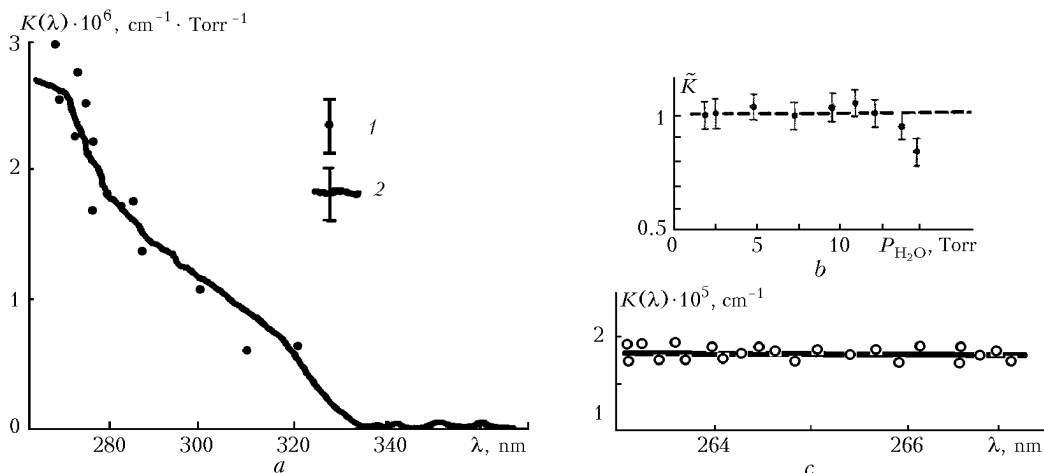 K(λ)·10⁶, cm⁻¹ · Torr⁻¹
3
2
1
0
280 300 320 340 λ, nm
a
1
2
K̃
1
0.5
0 5 10 P_H₂O, Torr
b
K(λ)·10⁵, cm⁻¹
2
1
264 266 λ, nm
c